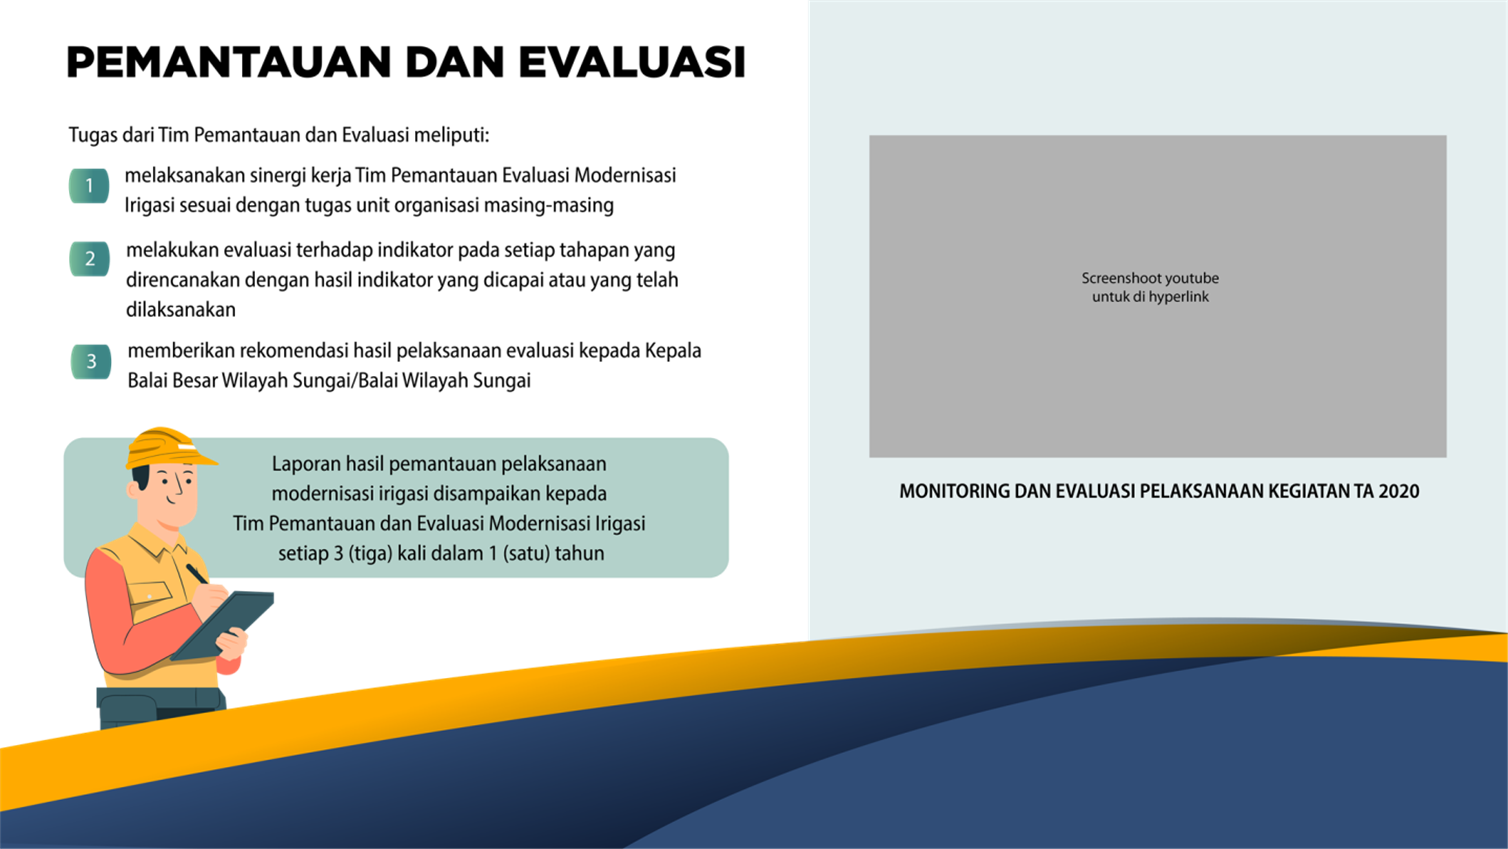 PEMANTAUAN DAN EVALUASI
Tugas dari Tim Pemantauan dan Evaluasi meliputi:
1
melaksanakan sinergi kerja Tim Pemantauan Evaluasi Modernisasi
Irigasi sesuai dengan tugas unit organisasi masing-masing
2
melakukan evaluasi terhadap indikator pada setiap tahapan yang
direncanakan dengan hasil indikator yang dicapai atau yang telah
dilaksanakan
3
memberikan rekomendasi hasil pelaksanaan evaluasi kepada Kepala
Balai Besar Wilayah Sungai/Balai Wilayah Sungai
Laporan hasil pemantauan pelaksanaan
modernisasi irigasi disampaikan kepada
Tim Pemantauan dan Evaluasi Modernisasi Irigasi
setiap 3 (tiga) kali dalam 1 (satu) tahun
Screenshoot youtube
untuk di hyperlink
MONITORING DAN EVALUASI PELAKSANAAN KEGIATAN TA 2020